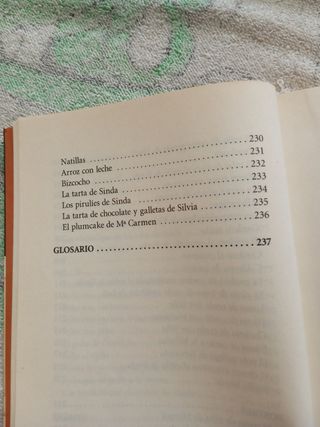 Natillas ........................ 230
Arroz con leche ........................ 231
Bizcocho ........................ 232
La tarta de Sinda ........................ 233
Los pirulíes de Sinda ........................ 234
La tarta de chocolate y galletas de Silvia ........................ 235
El plumcake de Mª Carmen ........................ 236
GLOSARIO ........................ 237